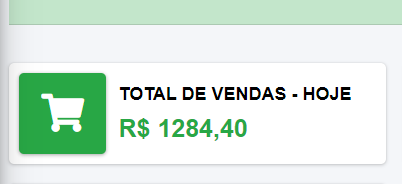 TOTAL DE VENDAS - HOJE
R$ 1284,40